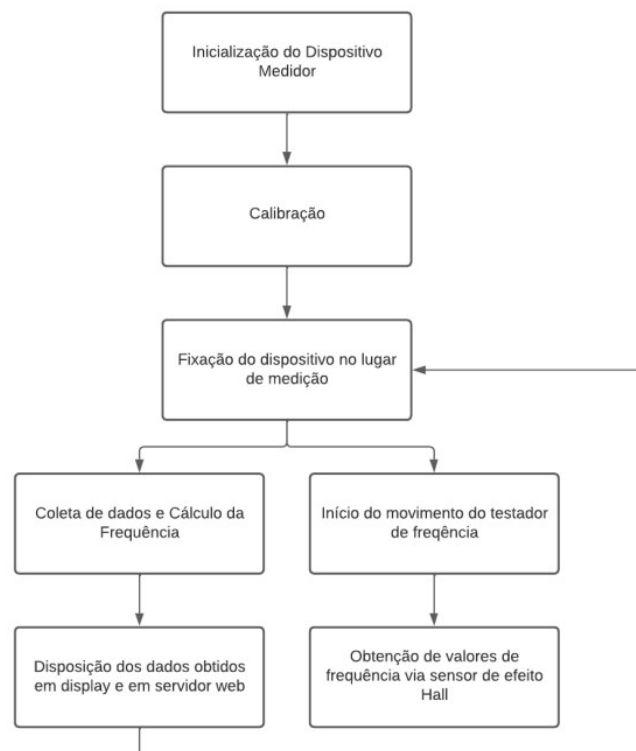 Inicialização do Dispositivo
Medidor
Calibração
Fixação do dispositivo no lugar
de medição
Coleta de dados e Cálculo da
Frequência
Início do movimento do testador
de freqência
Disposição dos dados obtidos
em display e em servidor web
Obtenção de valores de
frequência via sensor de efeito
Hall